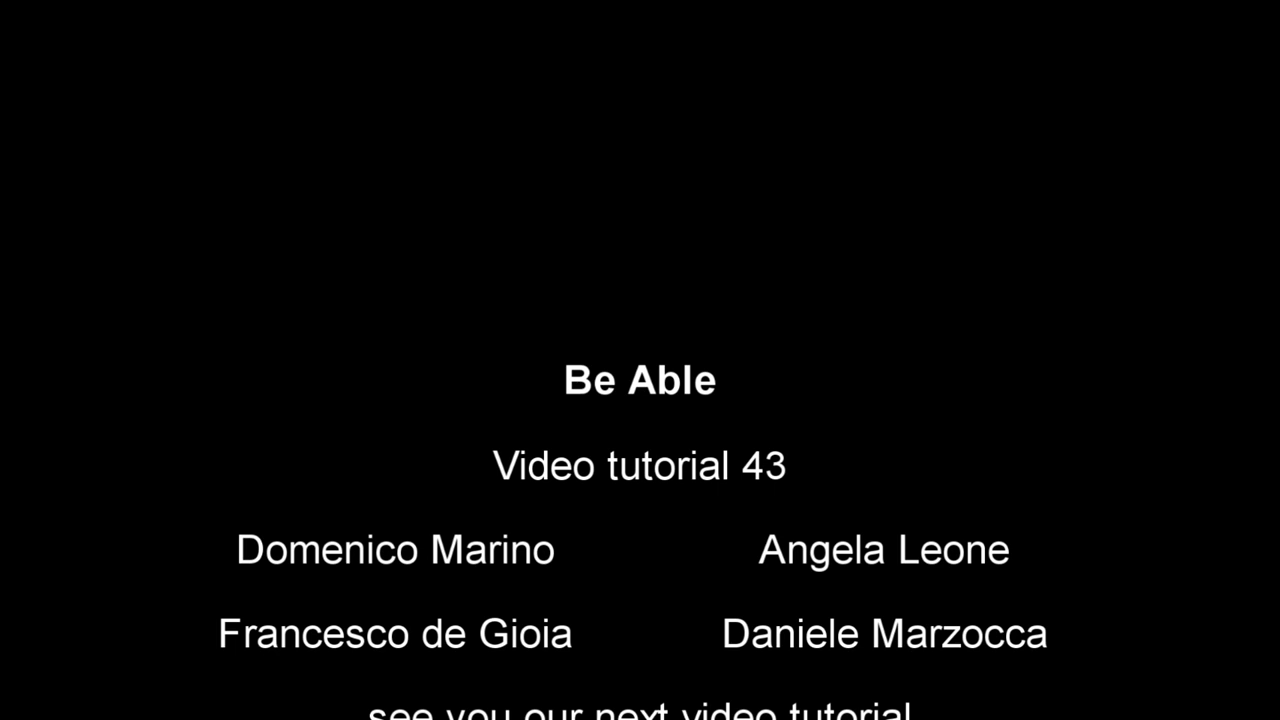 Be Able
Video tutorial 43
Domenico Marino Angela Leone
Francesco de Gioia Daniele Marzocca
see you our next video tutorial